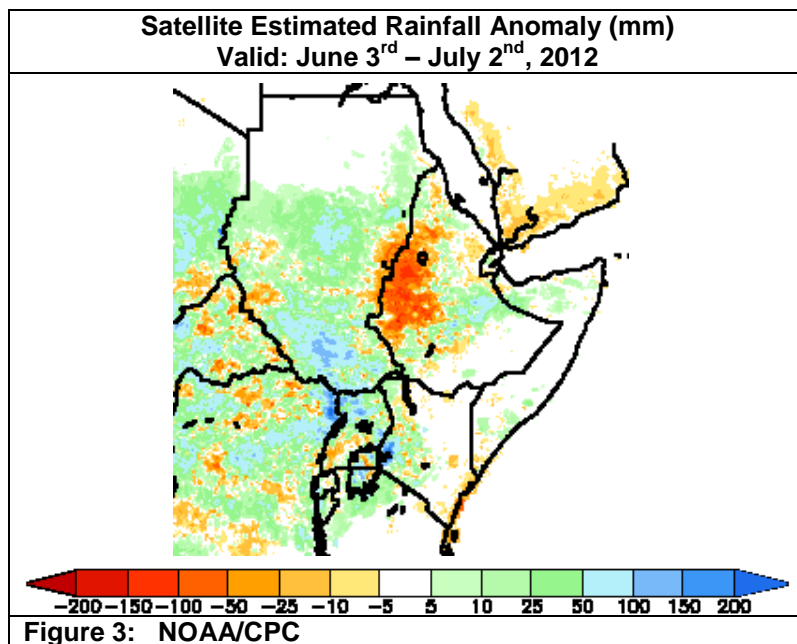 Satellite Estimated Rainfall Anomaly (mm)
Valid: June 3rd – July 2nd, 2012
-200 -150 -100 -50 -25 -10 -5 5 10 25 50 100 150 200
Figure 3: NOAA/CPC